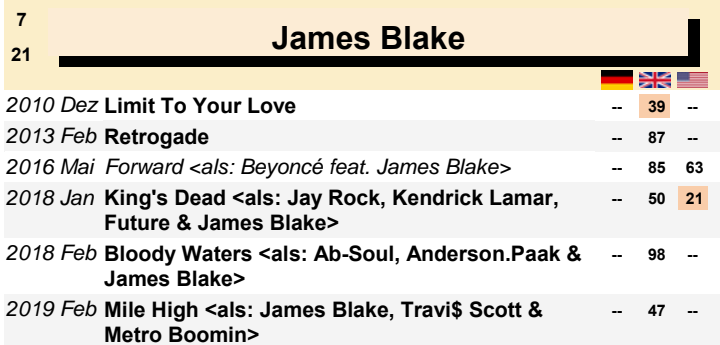 7
21
James Blake
2010 Dez Limit To Your Love -- 39 --
2013 Feb Retrogade -- 87 --
2016 Mai Forward <als: Beyoncé feat. James Blake> -- 85 63
2018 Jan King's Dead <als: Jay Rock, Kendrick Lamar, -- 50 21
Future & James Blake>
2018 Feb Bloody Waters <als: Ab-Soul, Anderson.Paak & -- 98 --
James Blake>
2019 Feb Mile High <als: James Blake, Travi$ Scott & -- 47 --
Metro Boomin>